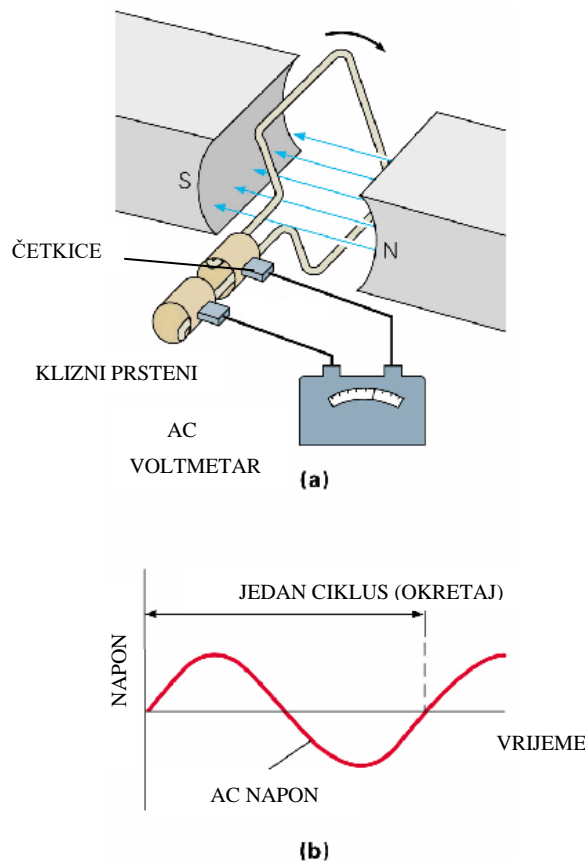 S
ČETKICE
N
KLIZNI PRSTENI
AC
VOLTMETAR
(a)
JEDAN CIKLUS (OKRETAJ)
NAPON
VRIJEME
AC NAPON
(b)